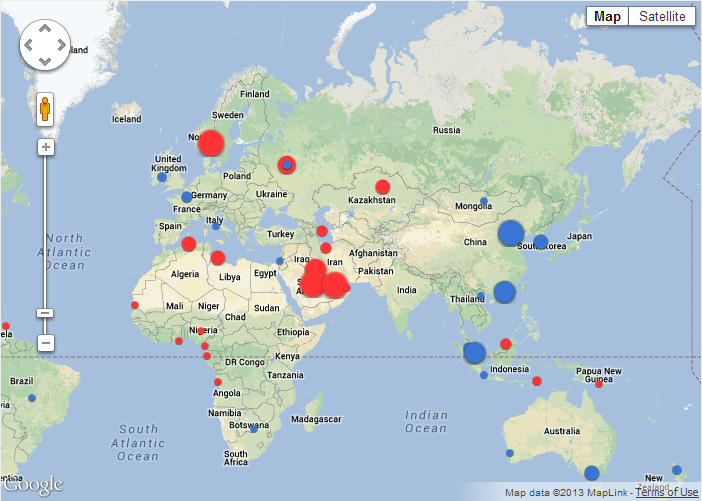 Map
Satellite
land
Iceland
Finland
Sweden
No
Russia
United
Kingdom
Poland
Germany
Ukraine
France
Kazakhstan
Mongolia
Italy
Spain
Turkey
China
South Korea
Japan
North
Atlantic
Ocean
Afghanistan
Iraq
Iran
Pakistan
Algeria
Libya
Egypt
India
Thailand
Mali
Niger
Sudan
Chad
Nigeria
Ethiopia
ela
DR Congo
Kenya
Indonesia
Papua New
Guinea
Tanzania
Brazil
Angola
via
Namibia
Madagascar
Botswana
Indian
Ocean
South
Atlantic
Ocean
Australia
South
Africa
entina
New
Zealand
Google
Map data ©2013 MapLink - Terms of Use